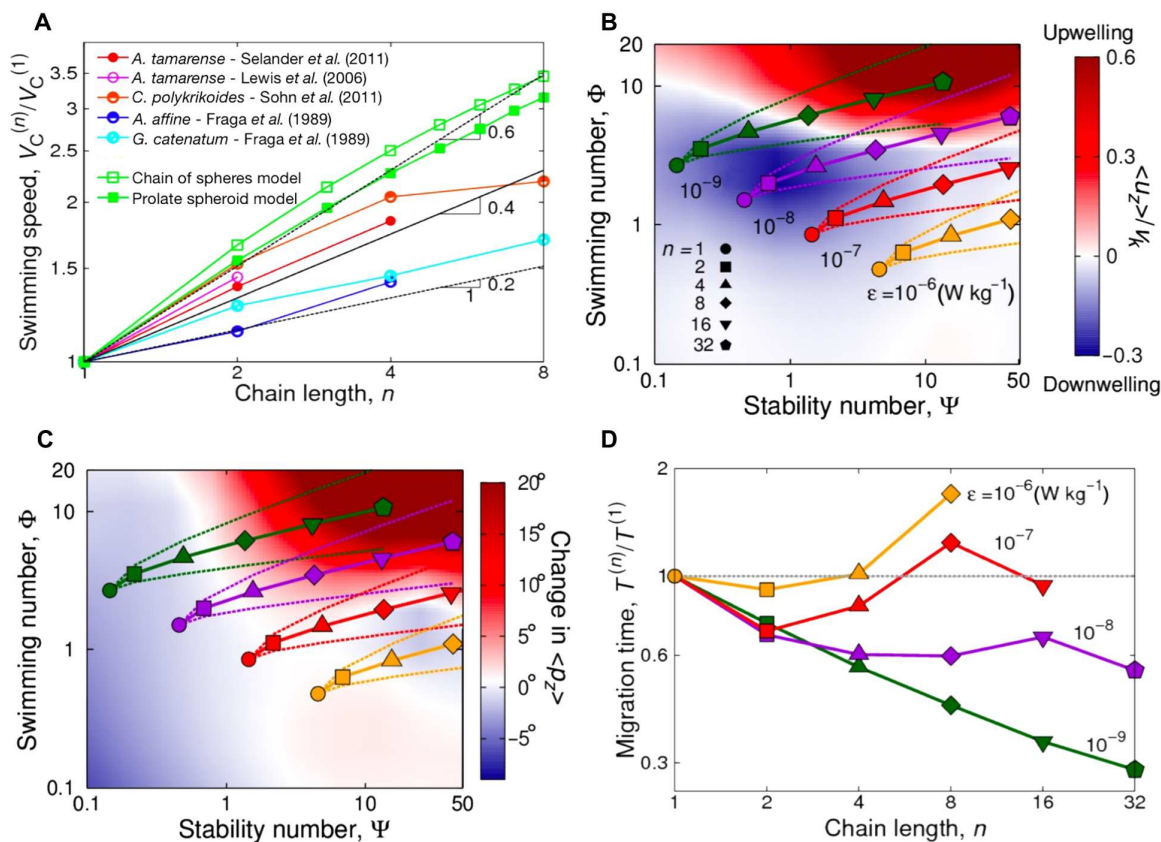 A
Swimming speed, V_C^(n)/V_C^(1)
3.5
3
2.5
2
1.5
1
A. tamarense - Selander et al. (2011)
A. tamarense - Lewis et al. (2006)
C. polykrikoides - Sohn et al. (2011)
A. affine - Fraga et al. (1989)
G. catenatum - Fraga et al. (1989)
Chain of spheres model
Prolate spheroid model
0.6
0.4
0.2
1
1
2
4
8
Chain length, n
B
Swimming number, Φ
20
10
1
0.1
10⁻⁹
10⁻⁸
10⁻⁷
ε = 10⁻⁶ (W kg⁻¹)
n = 1
2
4
8
16
32
0.1
1
10
50
Stability number, Ψ
Upwelling
0.6
0.3
0
-0.3
Downwelling
<u_z>/v_k
C
Swimming number, Φ
20
10
1
0.1
0.1
1
10
50
Stability number, Ψ
20°
15°
10°
5°
0°
-5°
Change in <p_z>
D
Migration time, T^(n)/T^(1)
2
1
0.6
0.3
ε = 10⁻⁶ (W kg⁻¹)
10⁻⁷
10⁻⁸
10⁻⁹
1
2
4
8
16
32
Chain length, n